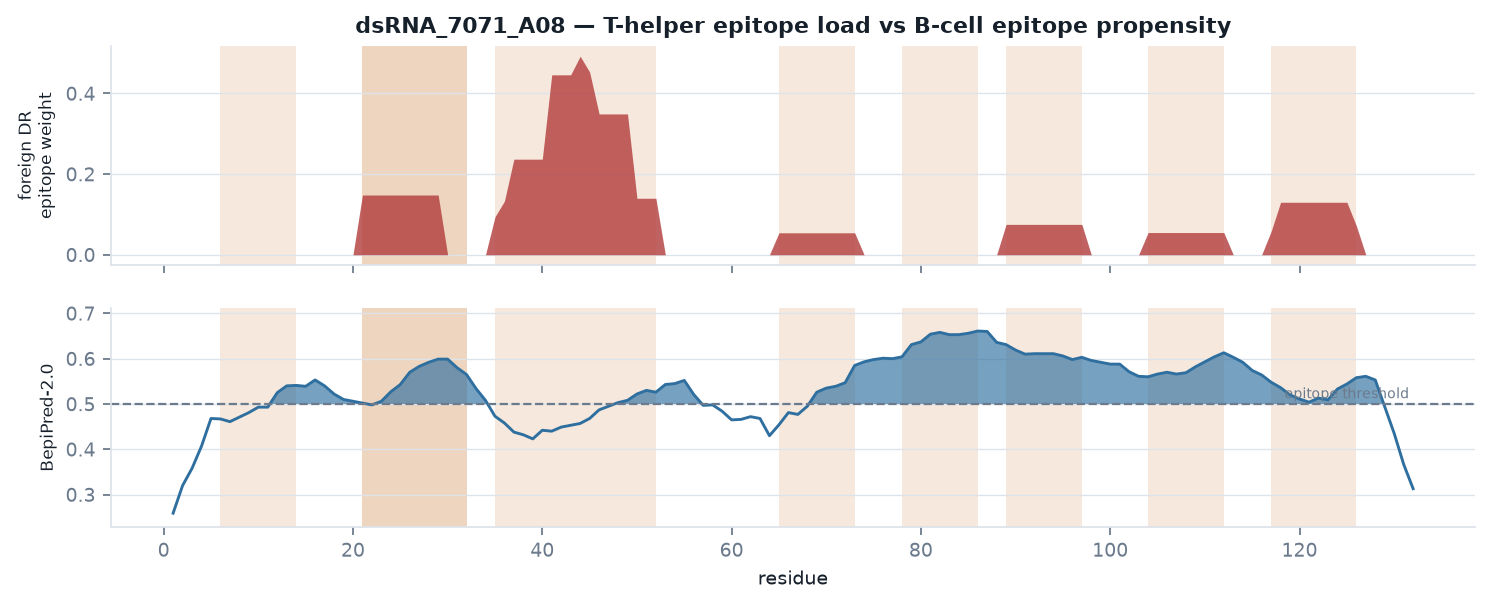 dsRNA_7071_A08 — T-helper epitope load vs B-cell epitope propensity
foreign DR
epitope weight
0.4
0.2
0.0
BepiPred-2.0
0.7
0.6
0.5
0.4
0.3
epitope threshold
0 20 40 60 80 100 120
residue